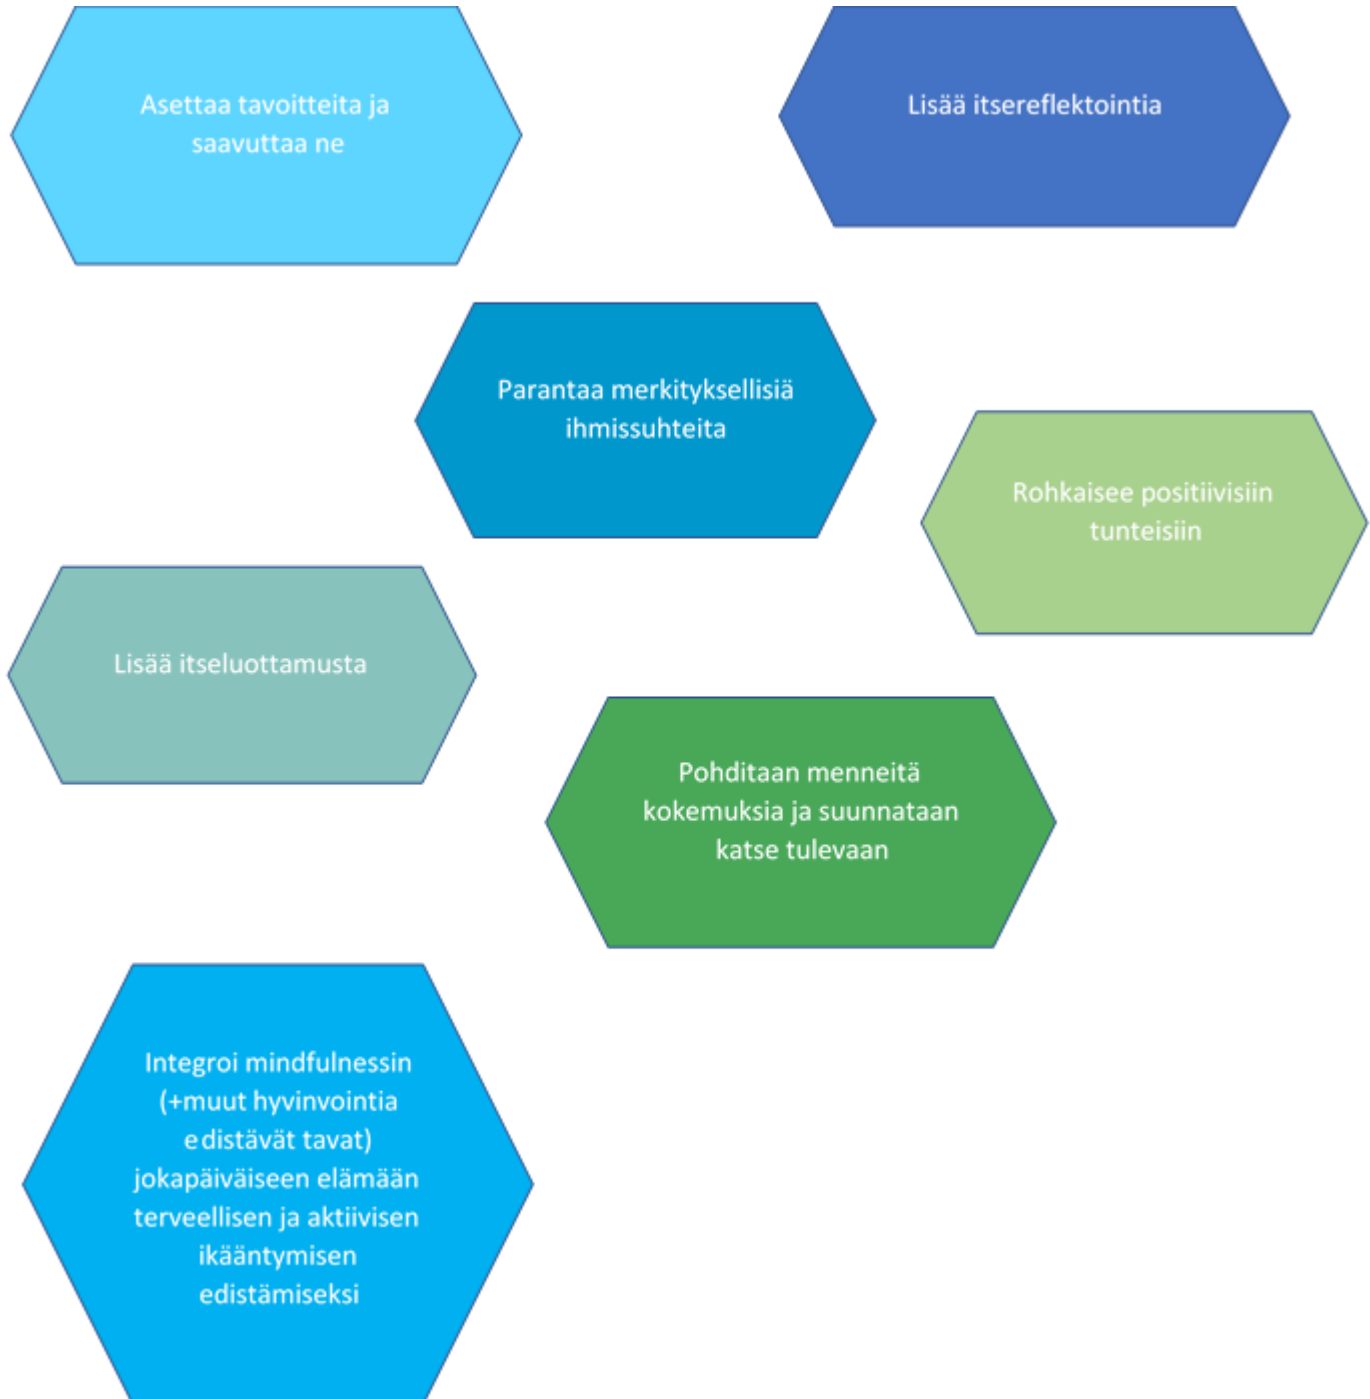 Asettaa tavoitteita ja
saavuttaa ne
Lisää itsereflektointia
Parantaa merkityksellisiä
ihmissuhteita
Rohkaisee positiivisiin
tunteisiin
Lisää itseluottamusta
Pohditaan menneitä
kokemuksia ja suunnataan
katse tulevaan
Integroi mindfulnessin
(+muut hyvinvointia
edistävät tavat)
jokapäiväiseen elämään
terveellisen ja aktiivisen
ikääntymisen
edistämiseksi